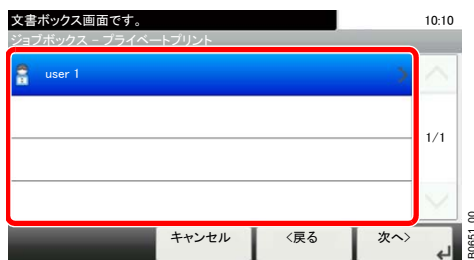 文書ボックス画面です。 10:10
ジョブボックス - プライベートプリント
user 1
1/1
キャンセル <戻る 次へ>
B0651_00